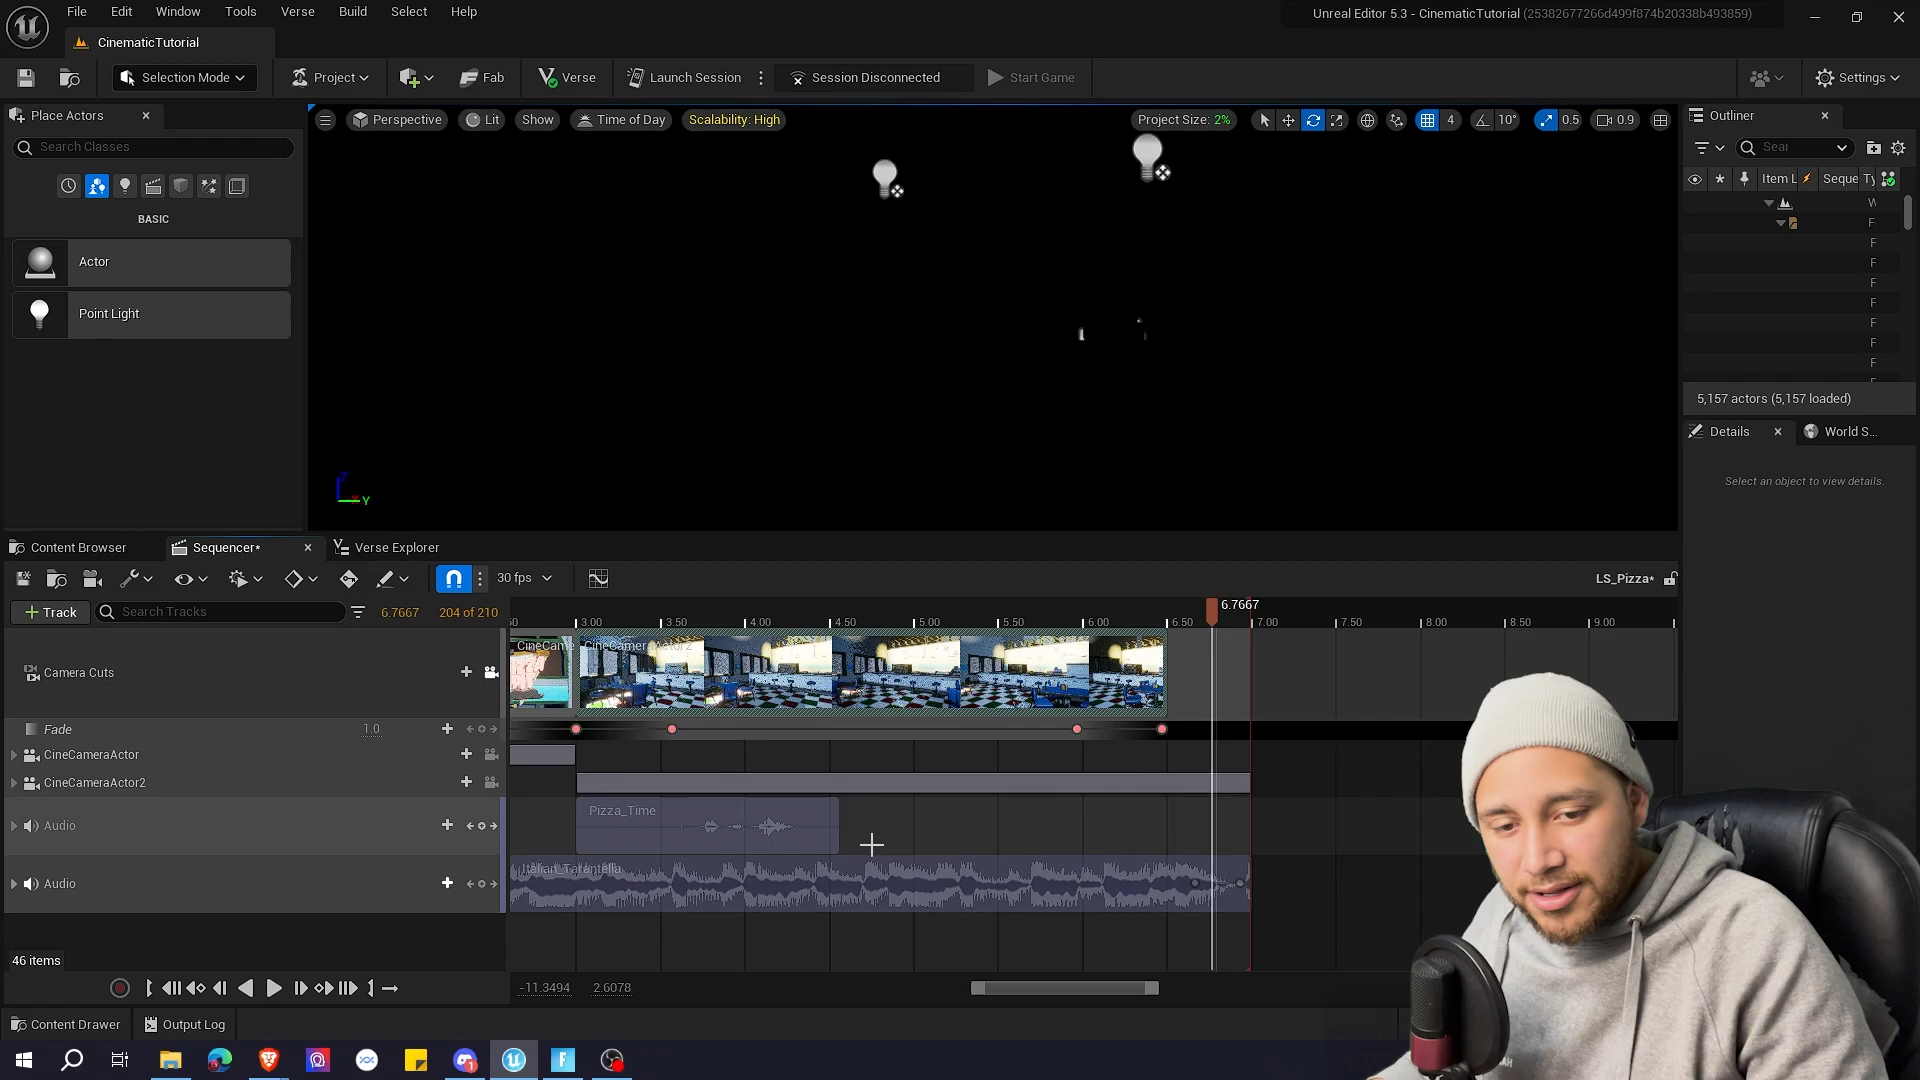 File Edit Window Tools Verse Build Select Help
Unreal Editor 5.3 - CinematicTutorial (25382677266d499f874b20338b493859)
CinematicTutorial
Selection Mode Project Fab Verse Launch Session Session Disconnected Start Game Settings
Place Actors
Search Classes
BASIC
Actor
Point Light
Perspective Lit Show Time of Day Scalability: High Project Size: 2% 4 10° 0.5 0.9
Z
Y
Outliner
Sear
Item L Seque Ty
W
F
F
F
F
F
F
F
F
5,157 actors (5,157 loaded)
Details World S...
Select an object to view details.
Content Browser Sequencer* Verse Explorer
30 fps LS_Pizza*
Track Search Tracks 6.7667 204 of 210
6.7667
50 3.00 3.50 4.00 4.50 5.00 5.50 6.00 6.50 7.00 7.50 8.00 8.50 9.00
Camera Cuts
CineCame CineCameraActor2
Fade 1.0
CineCameraActor
CineCameraActor2
Audio
Pizza_Time
Audio
Italian_Tarantella
46 items
-11.3494 2.6078
Content Drawer Output Log
1